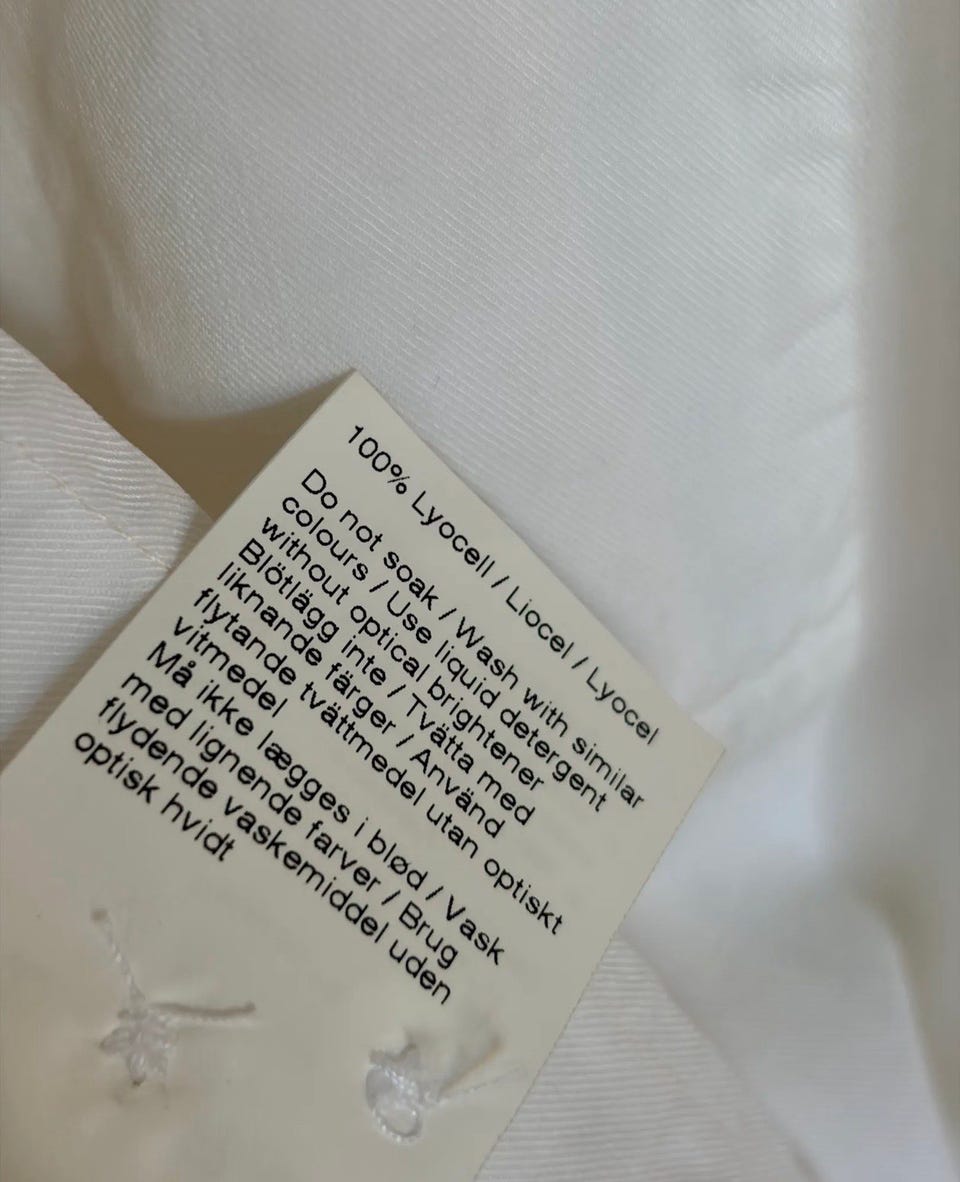 100% Lyocell / Liocel / Lyocel
Do not soak / Wash with similar
colours / Use liquid detergent
without optical brightener
Blötlägg inte / Tvätta med
liknande färger / Använd
flytande tvättmedel utan optiskt
vitmedel
Må ikke lægges i blød / Vask
med lignende farver / Brug
flydende vaskemiddel uden
optisk hvidt